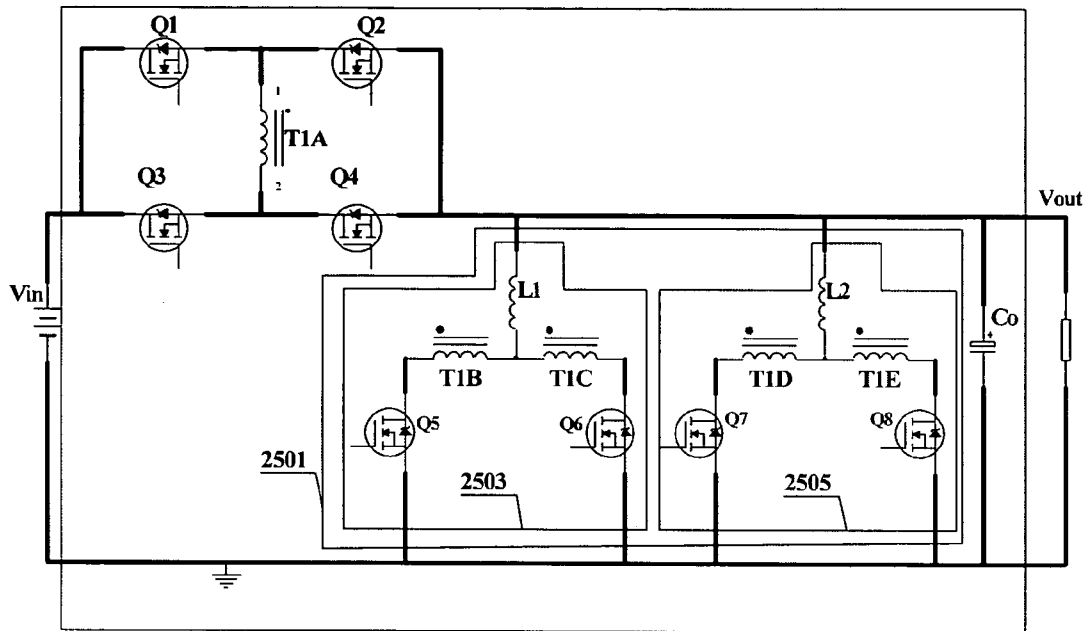 Q1
Q2
1
T1A
2
Q3
Q4
Vout
Vin
L1
L2
Co
+
T1B
T1C
T1D
T1E
Q5
Q6
Q7
Q8
2501
2503
2505